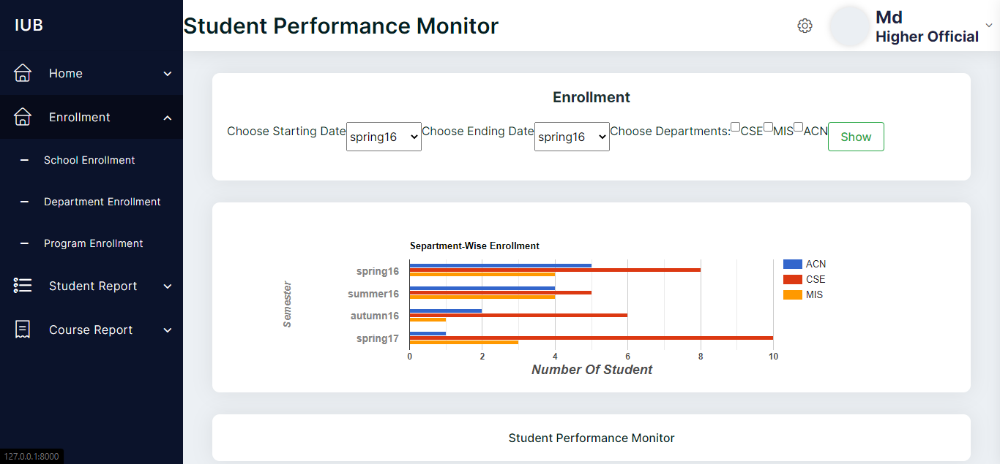 IUB
Home
Enrollment
School Enrollment
Department Enrollment
Program Enrollment
Student Report
Course Report
127.0.0.1:8000
Student Performance Monitor
Md
Higher Official
Enrollment
Choose Starting Date spring16 Choose Ending Date spring16 Choose Departments: CSE MIS ACN Show
Separtment-Wise Enrollment
ACN
CSE
MIS
Semester
spring16
summer16
autumn16
spring17
0 2 4 6 8 10
Number Of Student
Student Performance Monitor